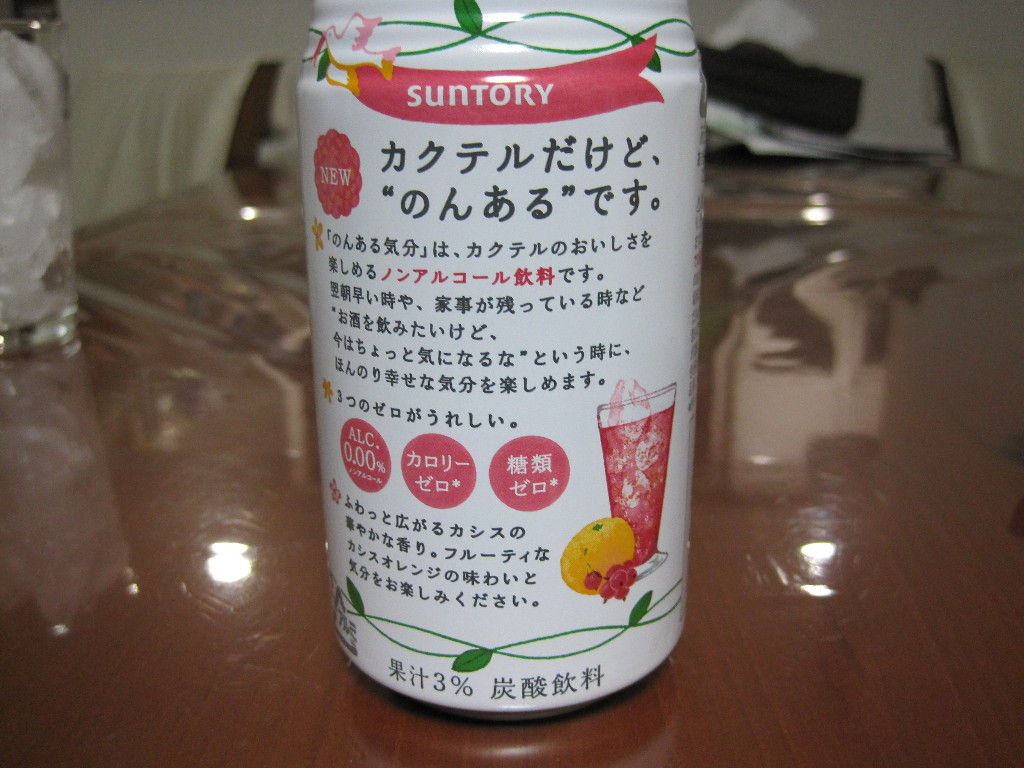 SUNTORY
NEW
カクテルだけど、
“のんある”です。
「のんある気分」は、カクテルのおいしさを
楽しめるノンアルコール飲料です。
翌朝早い時や、家事が残っている時など
“お酒を飲みたいけど、
今はちょっと気になるな”という時に、
ほんのり幸せな気分を楽しめます。
3つのゼロがうれしい。
ALC.
0.00%
ノンアルコール
カロリー
ゼロ*
糖類
ゼロ*
ふわっと広がるカシスの
華やかな香り。フルーティな
カシスオレンジの味わいと
気分をお楽しみください。
果汁3% 炭酸飲料